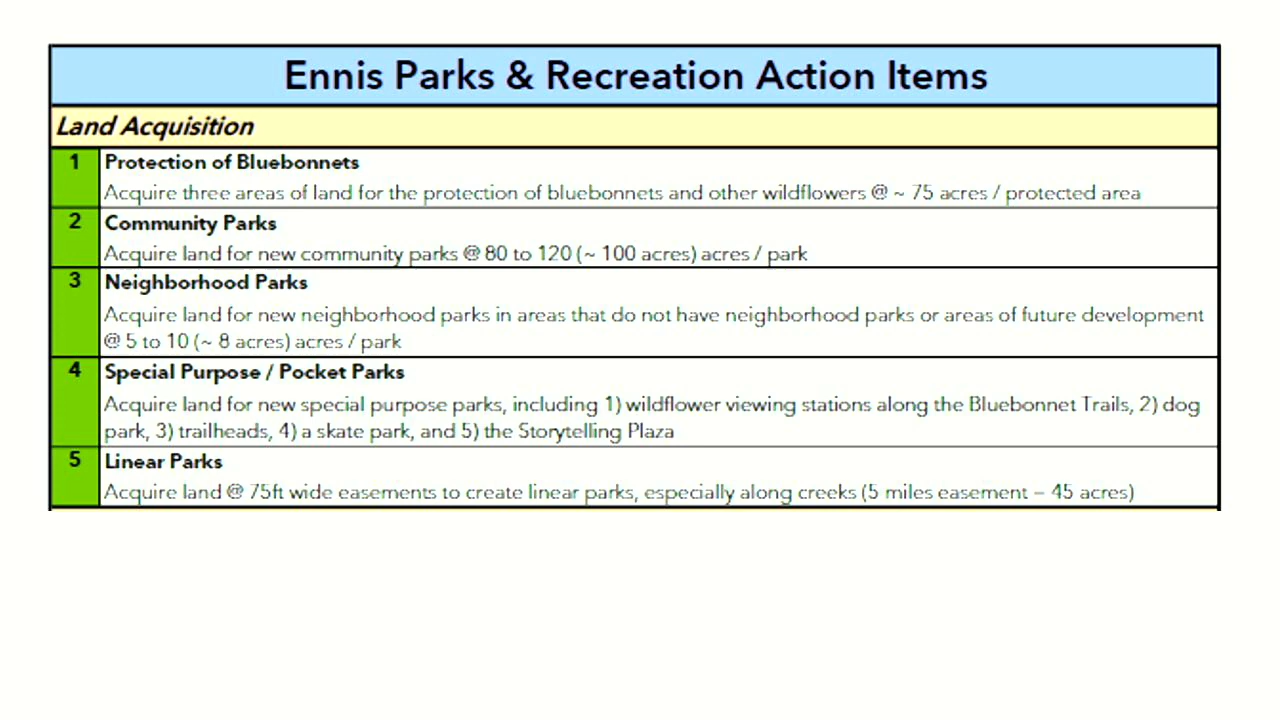 Ennis Parks & Recreation Action Items
Land Acquisition
1 Protection of Bluebonnets
Acquire three areas of land for the protection of bluebonnets and other wildflowers @ ~ 75 acres / protected area
2 Community Parks
Acquire land for new community parks @ 80 to 120 (~ 100 acres) acres / park
3 Neighborhood Parks
Acquire land for new neighborhood parks in areas that do not have neighborhood parks or areas of future development
@ 5 to 10 (~ 8 acres) acres / park
4 Special Purpose / Pocket Parks
Acquire land for new special purpose parks, including 1) wildflower viewing stations along the Bluebonnet Trails, 2) dog
park, 3) trailheads, 4) a skate park, and 5) the Storytelling Plaza
5 Linear Parks
Acquire land @ 75ft wide easements to create linear parks, especially along creeks (5 miles easement – 45 acres)